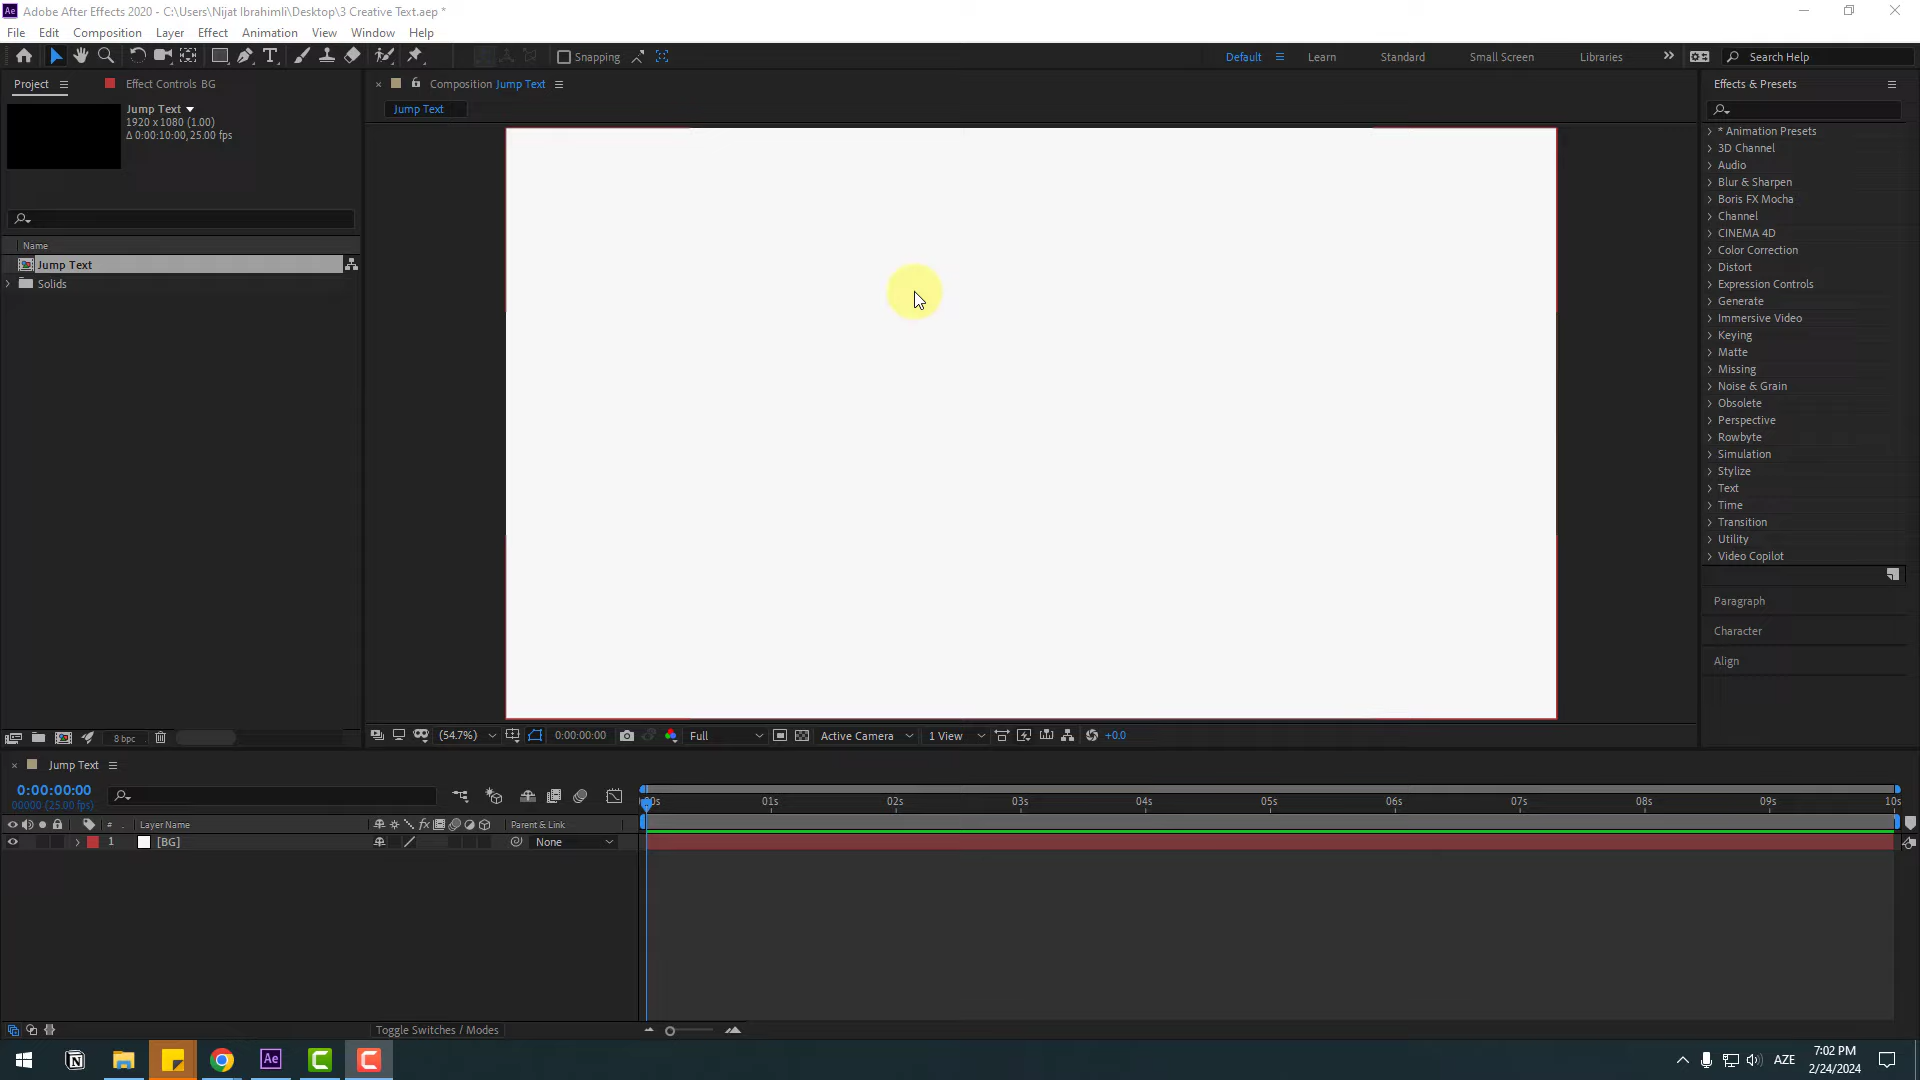 Adobe After Effects 2020 - C:\Users\Nijat Ibrahimli\Desktop\3 Creative Text.aep *
File Edit Composition Layer Effect Animation View Window Help
Snapping
Default Learn Standard Small Screen Libraries
Search Help
Project
Effect Controls BG
Jump Text
1920 x 1080 (1.00)
Δ 0:00:10:00, 25.00 fps
Name
Jump Text
Solids
8 bpc
Composition Jump Text
Jump Text
(54.7%) 0:00:00:00 Full Active Camera 1 View +0.0
Effects & Presets
* Animation Presets
3D Channel
Audio
Blur & Sharpen
Boris FX Mocha
Channel
CINEMA 4D
Color Correction
Distort
Expression Controls
Generate
Immersive Video
Keying
Matte
Missing
Noise & Grain
Obsolete
Perspective
Rowbyte
Simulation
Stylize
Text
Time
Transition
Utility
Video Copilot
Paragraph
Character
Align
Jump Text
0:00:00:00
00000 (25.00 fps)
01s 02s 03s 04s 05s 06s 07s 08s 09s 10s
# Layer Name fx Parent & Link
1 [BG] None
Toggle Switches / Modes
AZE
7:02 PM
2/24/2024